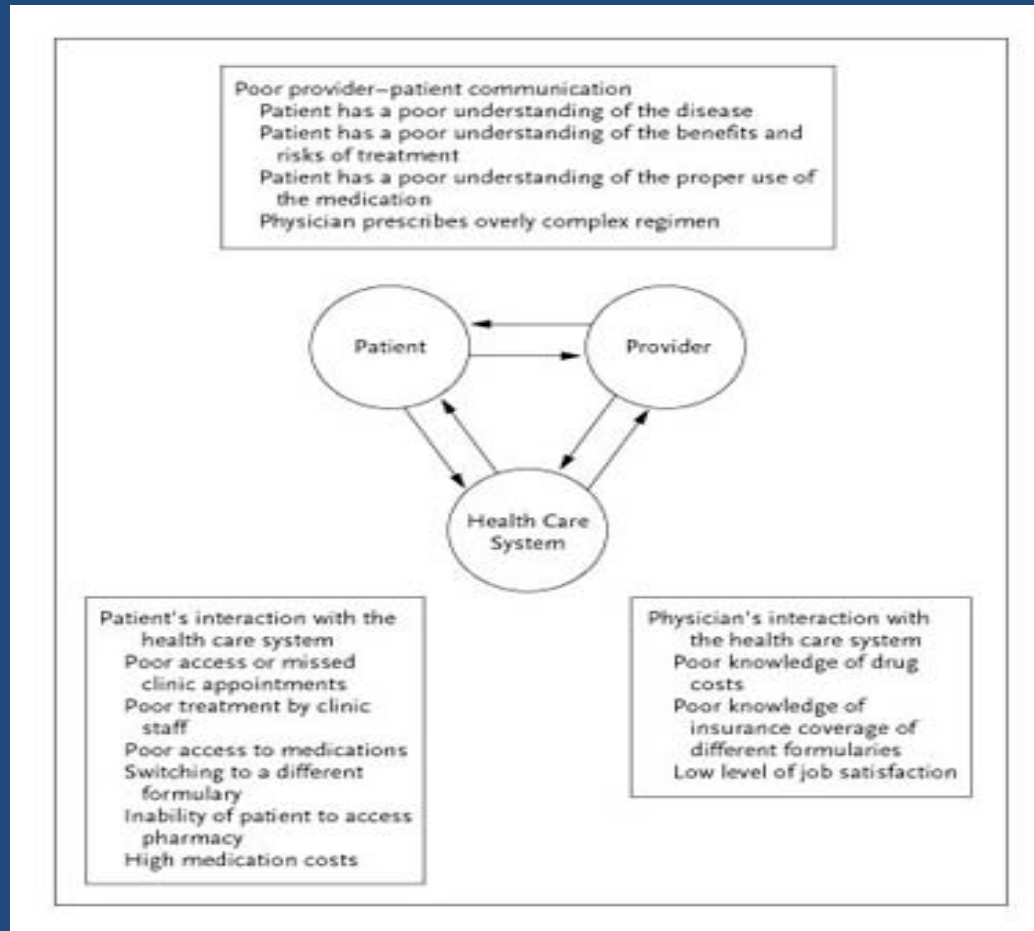 Poor provider–patient communication
Patient has a poor understanding of the disease
Patient has a poor understanding of the benefits and
risks of treatment
Patient has a poor understanding of the proper use of
the medication
Physician prescribes overly complex regimen
Patient
Provider
Health Care
System
Patient's interaction with the
health care system
Poor access or missed
clinic appointments
Poor treatment by clinic
staff
Poor access to medications
Switching to a different
formulary
Inability of patient to access
pharmacy
High medication costs
Physician's interaction with
the health care system
Poor knowledge of drug
costs
Poor knowledge of
insurance coverage of
different formularies
Low level of job satisfaction